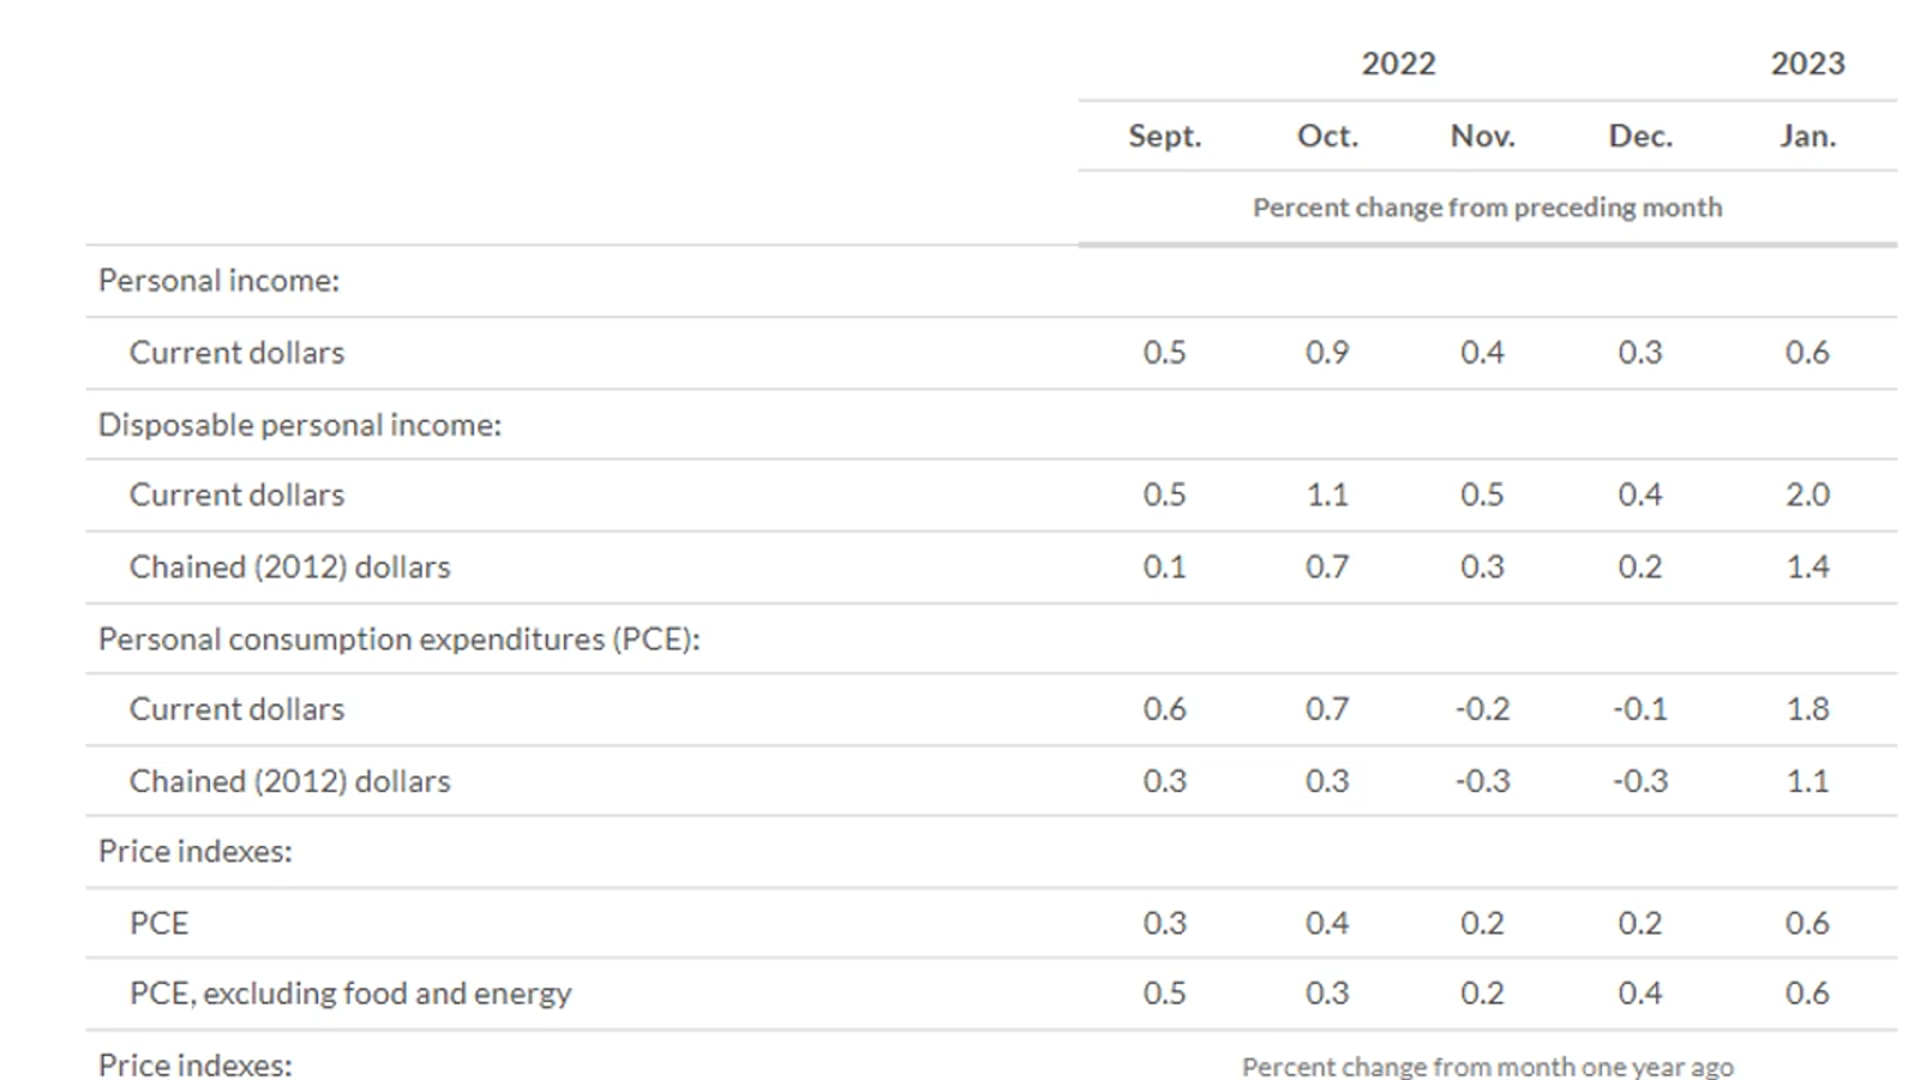 2022 2023
Sept. Oct. Nov. Dec. Jan.
Percent change from preceding month
Personal income:
Current dollars 0.5 0.9 0.4 0.3 0.6
Disposable personal income:
Current dollars 0.5 1.1 0.5 0.4 2.0
Chained (2012) dollars 0.1 0.7 0.3 0.2 1.4
Personal consumption expenditures (PCE):
Current dollars 0.6 0.7 -0.2 -0.1 1.8
Chained (2012) dollars 0.3 0.3 -0.3 -0.3 1.1
Price indexes:
PCE 0.3 0.4 0.2 0.2 0.6
PCE, excluding food and energy 0.5 0.3 0.2 0.4 0.6
Price indexes: Percent change from month one year ago